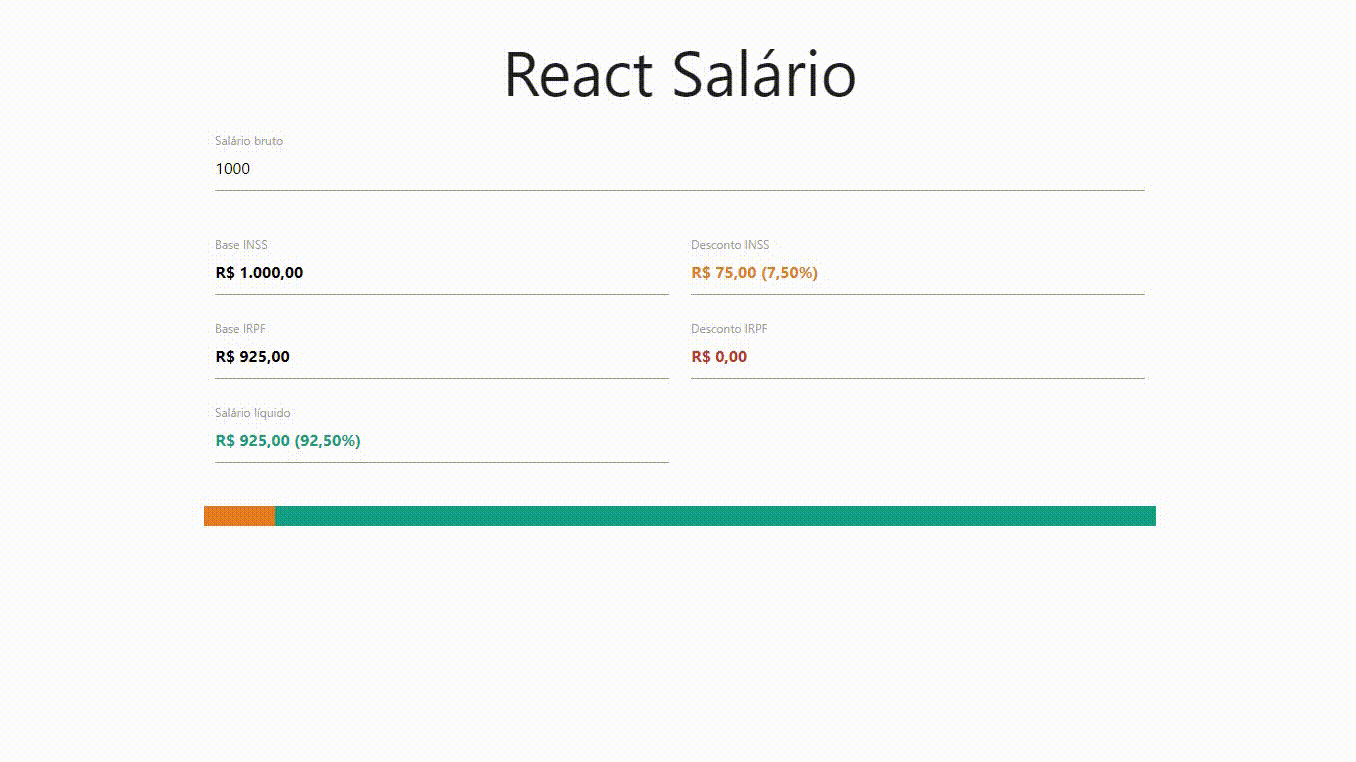 React Salário
Salário bruto
1000
Base INSS
R$ 1.000,00
Desconto INSS
R$ 75,00 (7,50%)
Base IRPF
R$ 925,00
Desconto IRPF
R$ 0,00
Salário líquido
R$ 925,00 (92,50%)